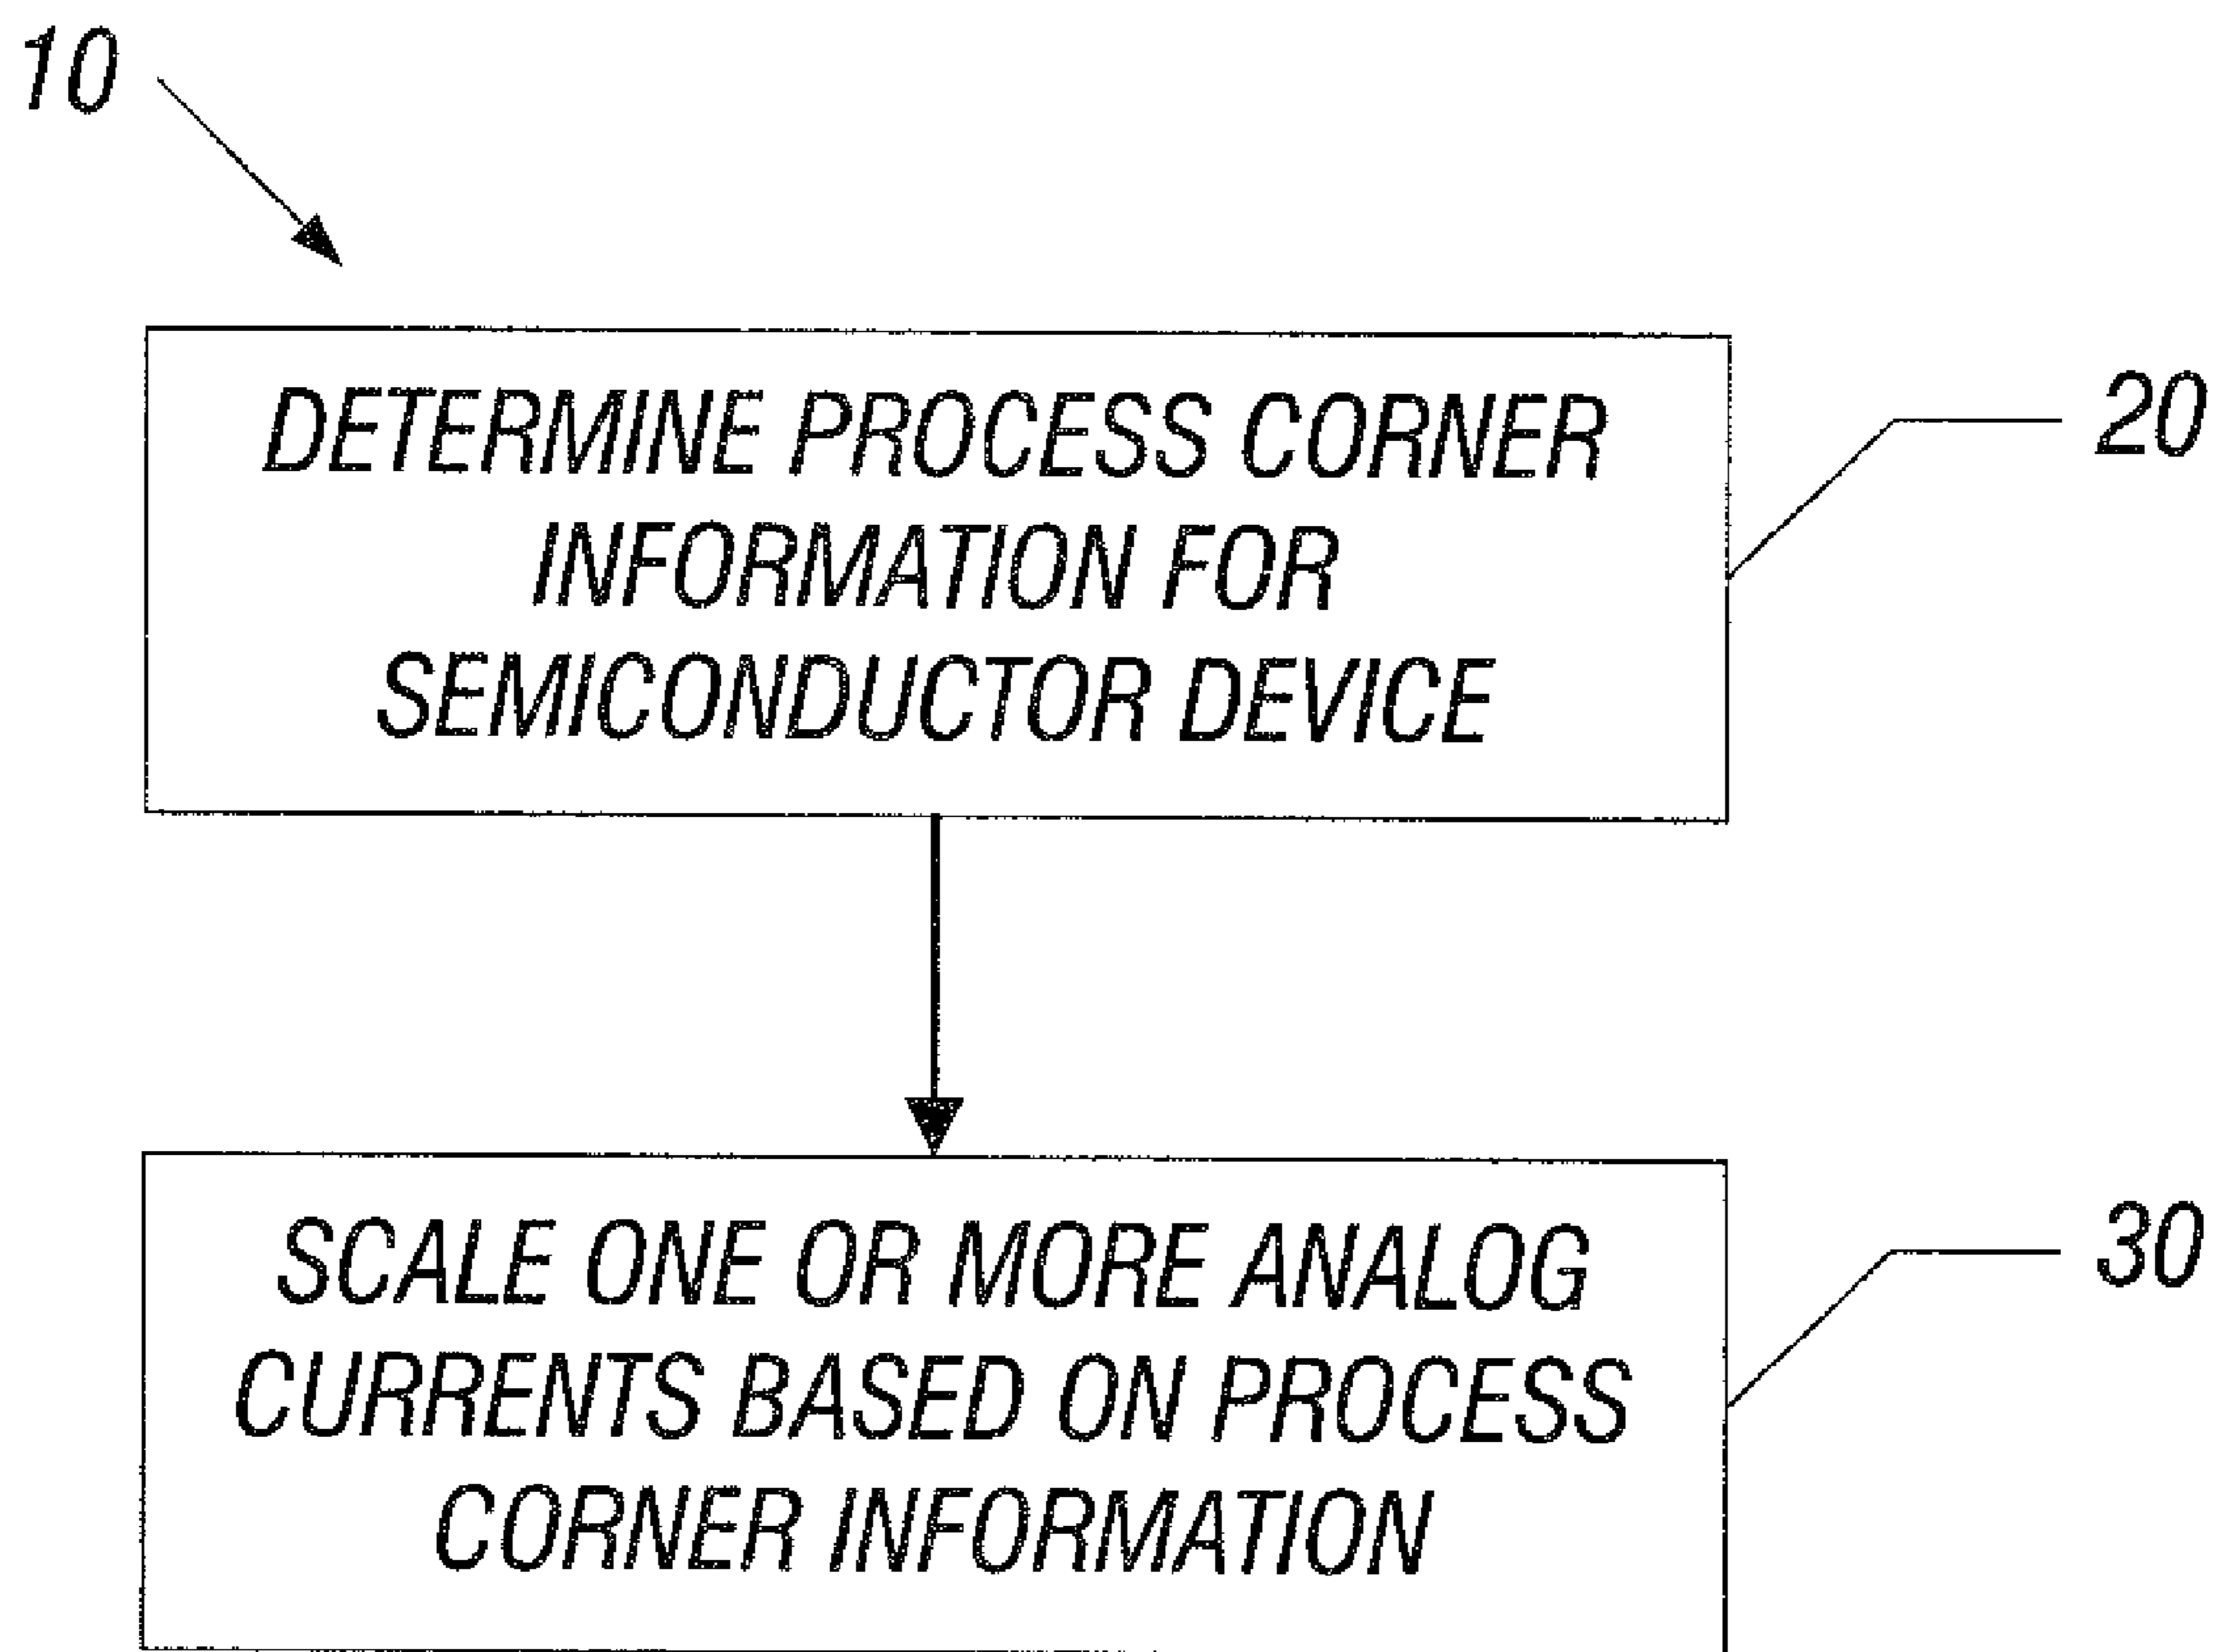 10
DETERMINE PROCESS CORNER
INFORMATION FOR
SEMICONDUCTOR DEVICE
20
SCALE ONE OR MORE ANALOG
CURRENTS BASED ON PROCESS
CORNER INFORMATION
30